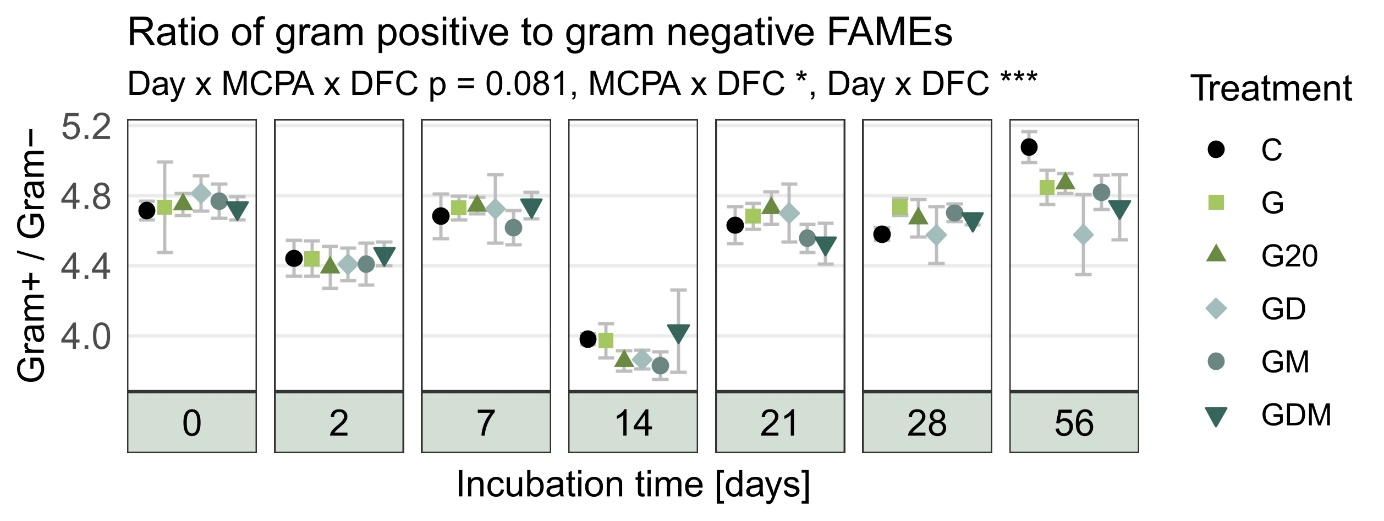 Ratio of gram positive to gram negative FAMEs
Day x MCPA x DFC p = 0.081, MCPA x DFC *, Day x DFC ***
Gram+ / Gram−
5.2
4.8
4.4
4.0
0 2 7 14 21 28 56
Incubation time [days]
Treatment
C
G
G20
GD
GM
GDM